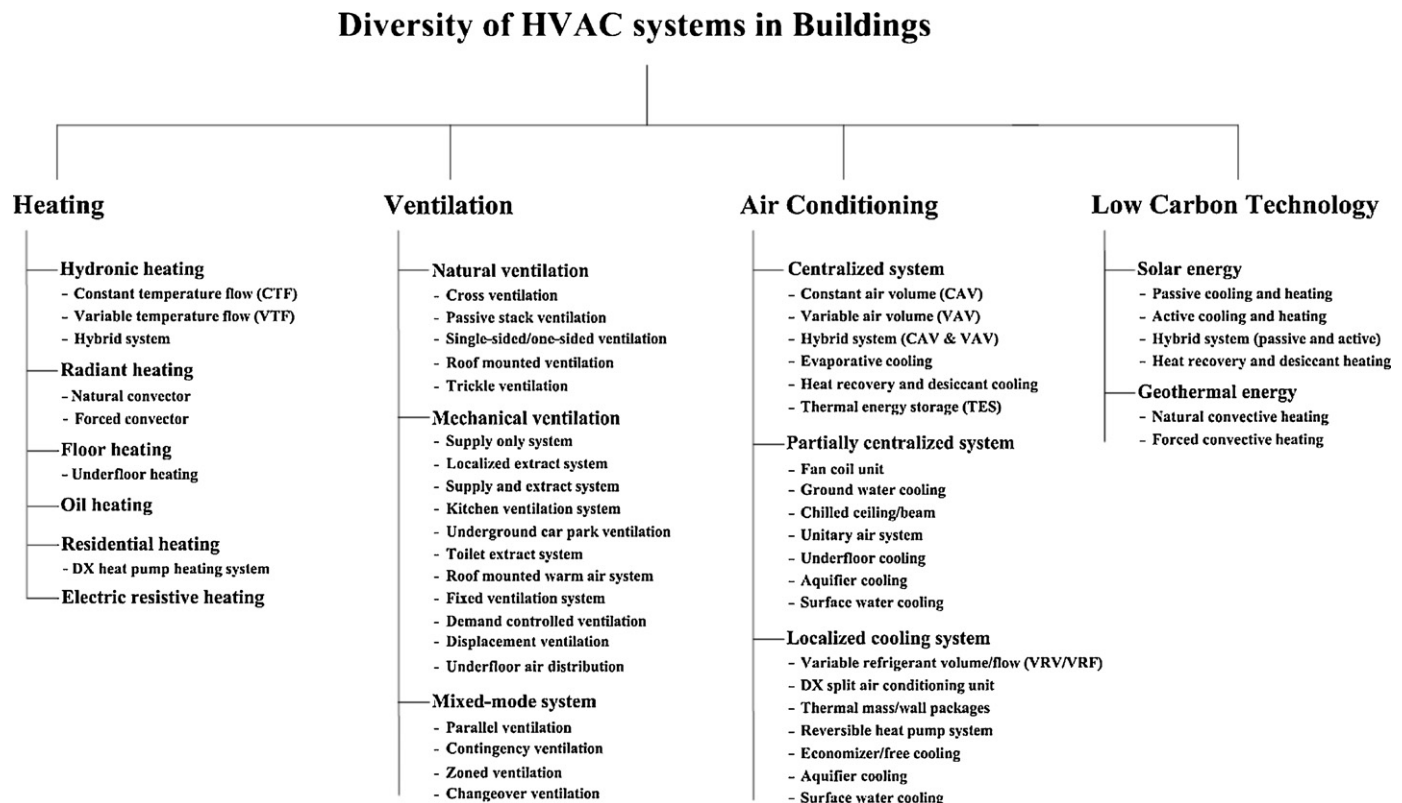 Diversity of HVAC systems in Buildings
Heating
Hydronic heating
- Constant temperature flow (CTF)
- Variable temperature flow (VTF)
- Hybrid system
Radiant heating
- Natural convector
- Forced convector
Floor heating
- Underfloor heating
Oil heating
Residential heating
- DX heat pump heating system
Electric resistive heating
Ventilation
Natural ventilation
- Cross ventilation
- Passive stack ventilation
- Single-sided/one-sided ventilation
- Roof mounted ventilation
- Trickle ventilation
Mechanical ventilation
- Supply only system
- Localized extract system
- Supply and extract system
- Kitchen ventilation system
- Underground car park ventilation
- Toilet extract system
- Roof mounted warm air system
- Fixed ventilation system
- Demand controlled ventilation
- Displacement ventilation
- Underfloor air distribution
Mixed-mode system
- Parallel ventilation
- Contingency ventilation
- Zoned ventilation
- Changeover ventilation
Air Conditioning
Centralized system
- Constant air volume (CAV)
- Variable air volume (VAV)
- Hybrid system (CAV & VAV)
- Evaporative cooling
- Heat recovery and desiccant cooling
- Thermal energy storage (TES)
Partially centralized system
- Fan coil unit
- Ground water cooling
- Chilled ceiling/beam
- Unitary air system
- Underfloor cooling
- Aquifier cooling
- Surface water cooling
Localized cooling system
- Variable refrigerant volume/flow (VRV/VRF)
- DX split air conditioning unit
- Thermal mass/wall packages
- Reversible heat pump system
- Economizer/free cooling
- Aquifier cooling
- Surface water cooling
Low Carbon Technology
Solar energy
- Passive cooling and heating
- Active cooling and heating
- Hybrid system (passive and active)
- Heat recovery and desiccant heating
Geothermal energy
- Natural convective heating
- Forced convective heating